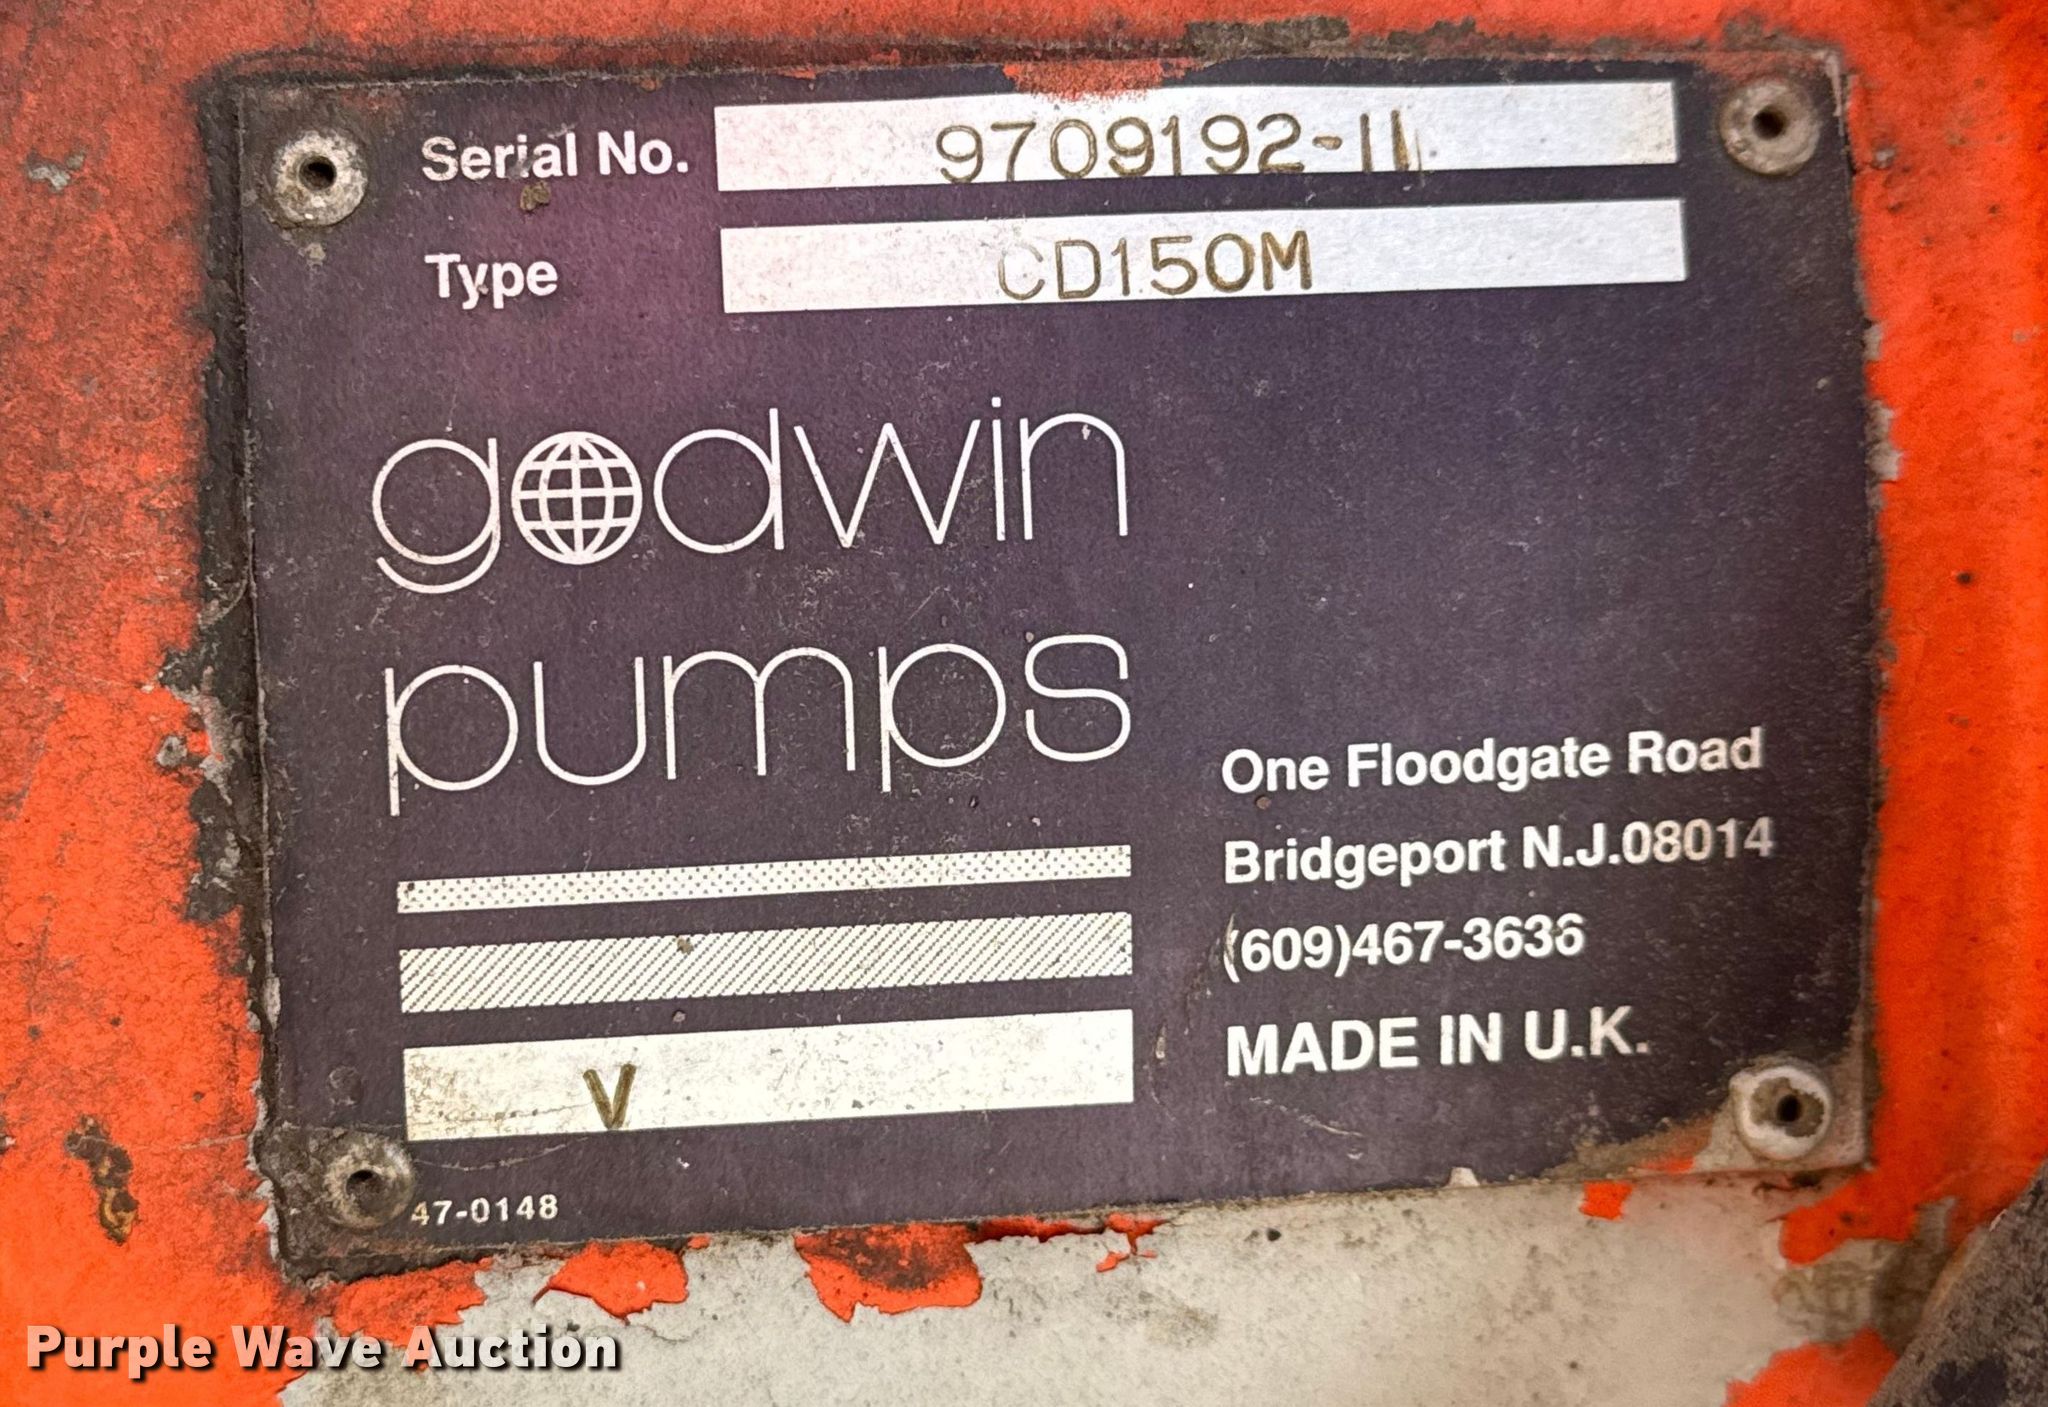 Serial No. 9709192-11
Type CD150M
godwin
pumps
One Floodgate Road
Bridgeport N.J.08014
(609)467-3636
MADE IN U.K.
V
47-0148
Purple Wave Auction